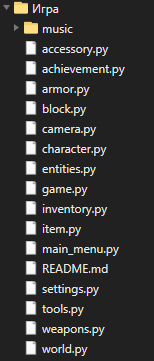 Игра
music
accessory.py
achievement.py
armor.py
block.py
camera.py
character.py
entities.py
game.py
inventory.py
item.py
main_menu.py
README.md
settings.py
tools.py
weapons.py
world.py